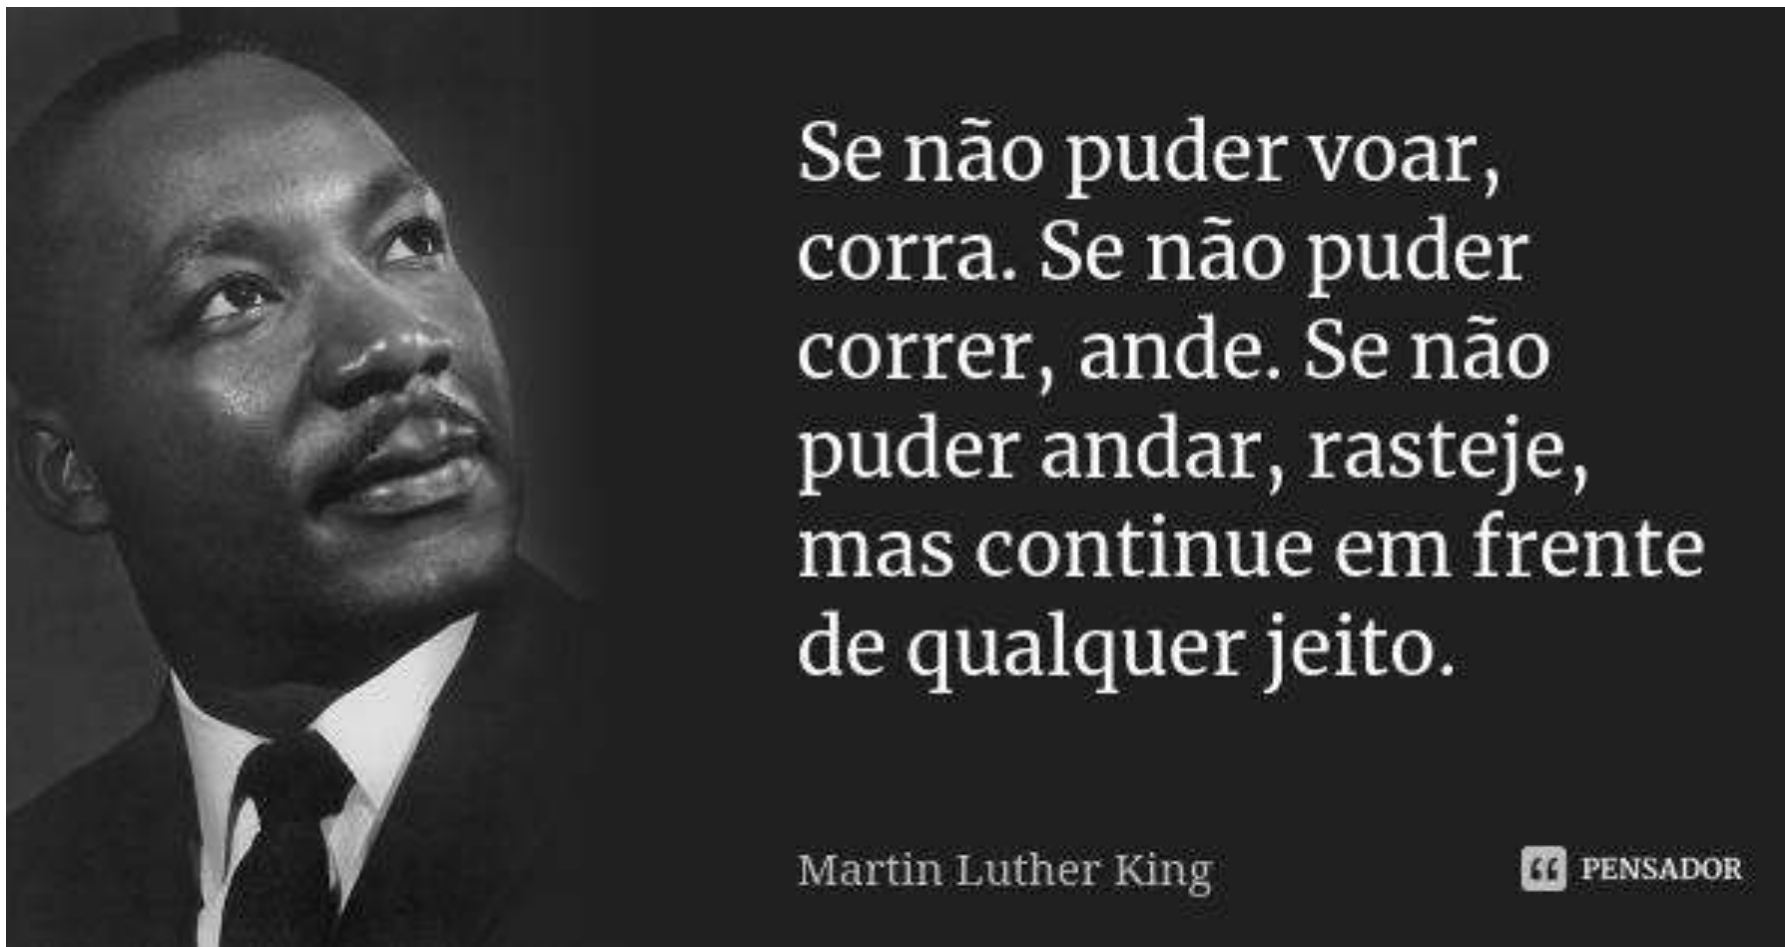 Se não puder voar,
corra. Se não puder
correr, ande. Se não
puder andar, rasteje,
mas continue em frente
de qualquer jeito.
Martin Luther King
PENSADOR